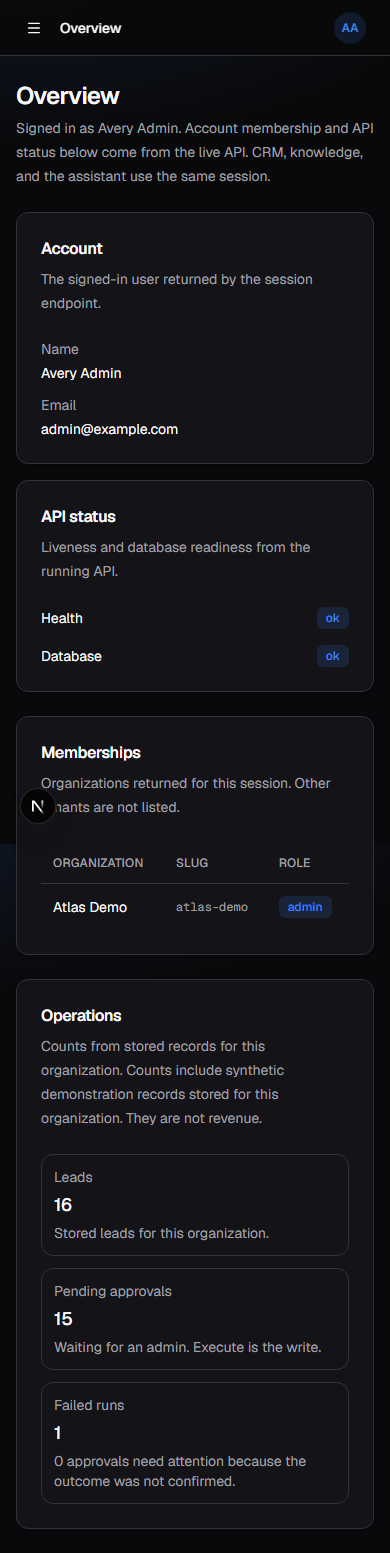 Overview
AA
Overview
Signed in as Avery Admin. Account membership and API
status below come from the live API. CRM, knowledge,
and the assistant use the same session.
Account
The signed-in user returned by the session
endpoint.
Name
Avery Admin
Email
admin@example.com
API status
Liveness and database readiness from the
running API.
Health
ok
Database
ok
Memberships
Organizations returned for this session. Other
N
are not listed.
ORGANIZATION SLUG ROLE
Atlas Demo atlas-demo admin
Operations
Counts from stored records for this
organization. Counts include synthetic
demonstration records stored for this
organization. They are not revenue.
Leads
16
Stored leads for this organization.
Pending approvals
15
Waiting for an admin. Execute is the write.
Failed runs
1
0 approvals need attention because the
outcome was not confirmed.